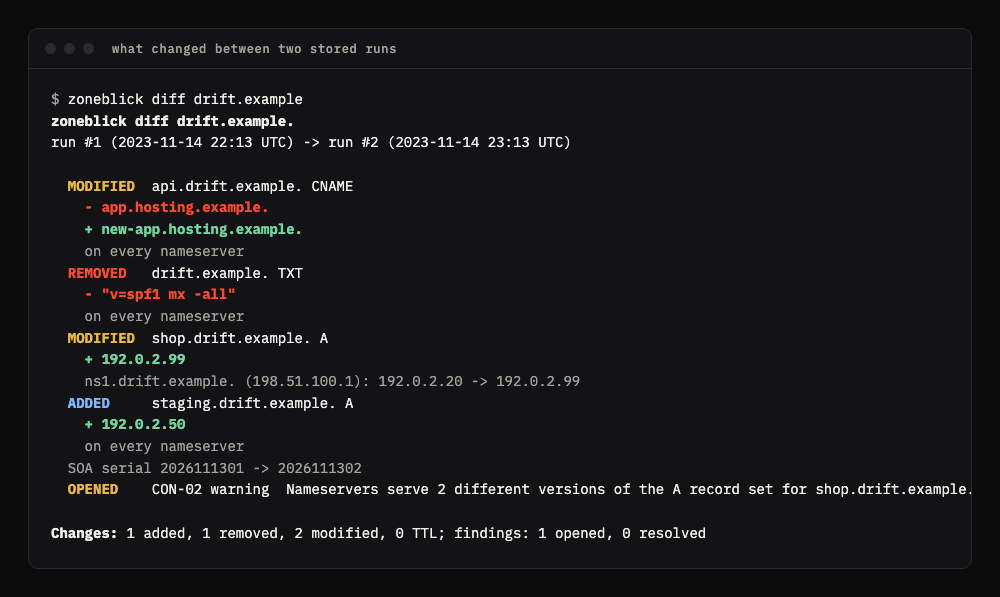 what changed between two stored runs
$ zoneblick diff drift.example
zoneblick diff drift.example.
run #1 (2023-11-14 22:13 UTC) -> run #2 (2023-11-14 23:13 UTC)
MODIFIED  api.drift.example. CNAME
- app.hosting.example.
+ new-app.hosting.example.
on every nameserver
REMOVED   drift.example. TXT
- "v=spf1 mx -all"
on every nameserver
MODIFIED  shop.drift.example. A
+ 192.0.2.99
ns1.drift.example. (198.51.100.1): 192.0.2.20 -> 192.0.2.99
ADDED     staging.drift.example. A
+ 192.0.2.50
on every nameserver
SOA serial 2026111301 -> 2026111302
OPENED    CON-02 warning  Nameservers serve 2 different versions of the A record set for shop.drift.example.
Changes: 1 added, 1 removed, 2 modified, 0 TTL; findings: 1 opened, 0 resolved